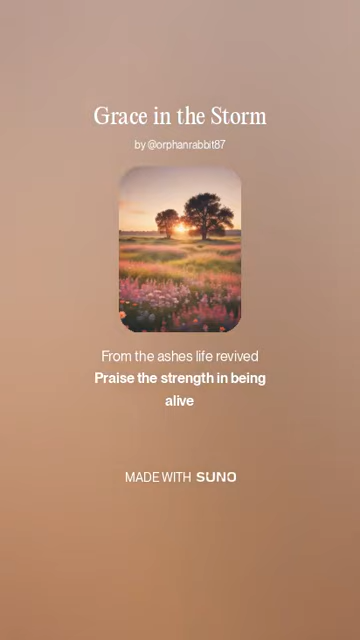 Grace in the Storm
by @orphanrabbit87
From the ashes life revived
Praise the strength in being
alive
MADE WITH SUNO